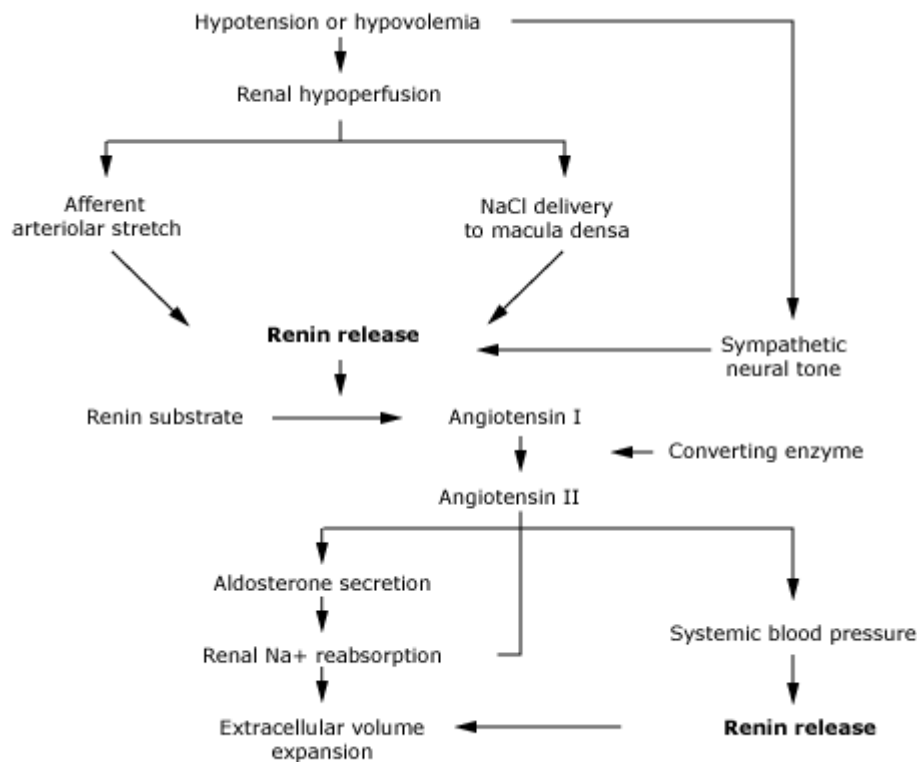 Hypotension or hypovolemia
Renal hypoperfusion
Afferent
arteriolar stretch
NaCl delivery
to macula densa
Renin release
Sympathetic
neural tone
Renin substrate
Angiotensin I
Converting enzyme
Angiotensin II
Aldosterone secretion
Systemic blood pressure
Renal Na+ reabsorption
Extracellular volume
expansion
Renin release